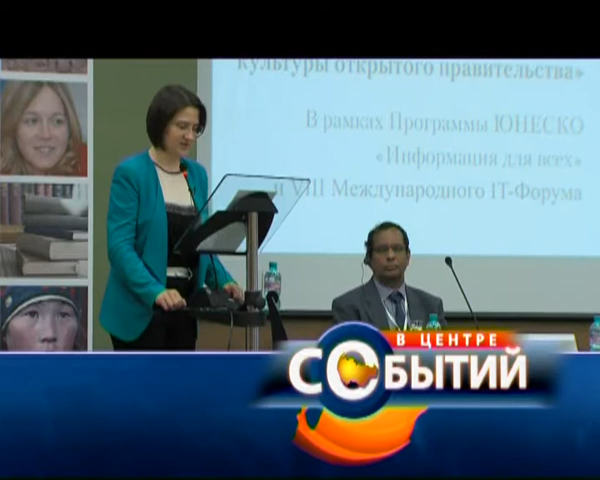 культуры открытого правительства»
В рамках Программы ЮНЕСКО
«Информация для всех»
и VIII Международного IT-Форума
В ЦЕНТРЕ
СОБЫТИЙ